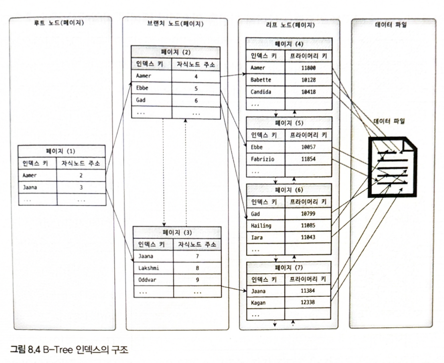 루트 노드(페이지)
브랜치 노드(페이지)
리프 노드(페이지)
데이터 파일
페이지 (1)
인덱스 키 자식노드 주소
Aamer 2
Jaana 3
... ...
페이지 (2)
인덱스 키 자식노드 주소
Aamer 4
Ebbe 5
Gad 6
... ...
페이지 (3)
인덱스 키 자식노드 주소
Jaana 7
Lakshmi 8
Oddvar 9
... ...
페이지 (4)
인덱스 키 프라이머리 키
Aamer 11800
Babette 10128
Candida 10418
... ...
페이지 (5)
인덱스 키 프라이머리 키
Ebbe 10057
Fabrizio 11854
... ...
페이지 (6)
인덱스 키 프라이머리 키
Gad 10799
Hailing 11085
Iara 11043
... ...
페이지 (7)
인덱스 키 프라이머리 키
Jaana 11384
Kagan 12338
... ...
데이터 파일
그림 8.4 B-Tree 인덱스의 구조